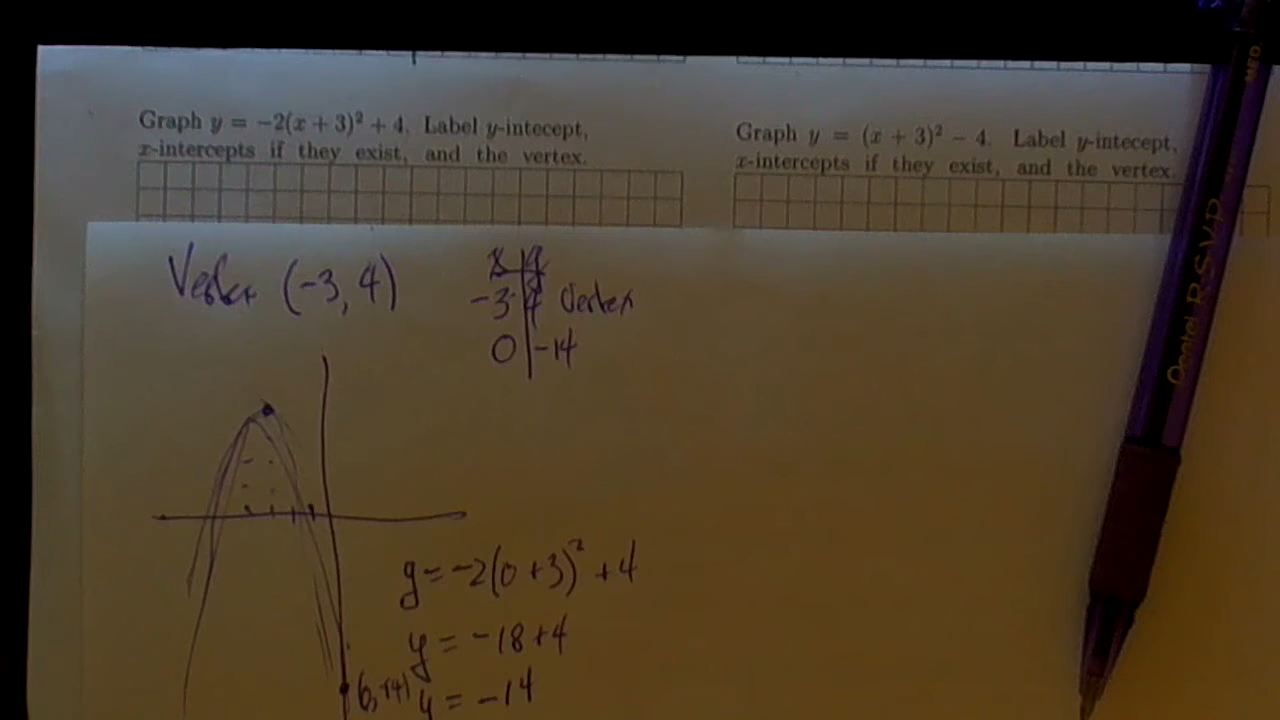 Graph y = −2(x + 3)² + 4. Label y-intecept,
x-intercepts if they exist, and the vertex.
Graph y = (x + 3)² − 4. Label y-intecept,
x-intercepts if they exist, and the vertex.
Vertex (−3, 4)
x y
−3 4 Vertex
0 −14
y = −2(0 + 3)² + 4
y = −18 + 4
(0, −14)
y = −14
Pentel R.S.V.P.
MED.